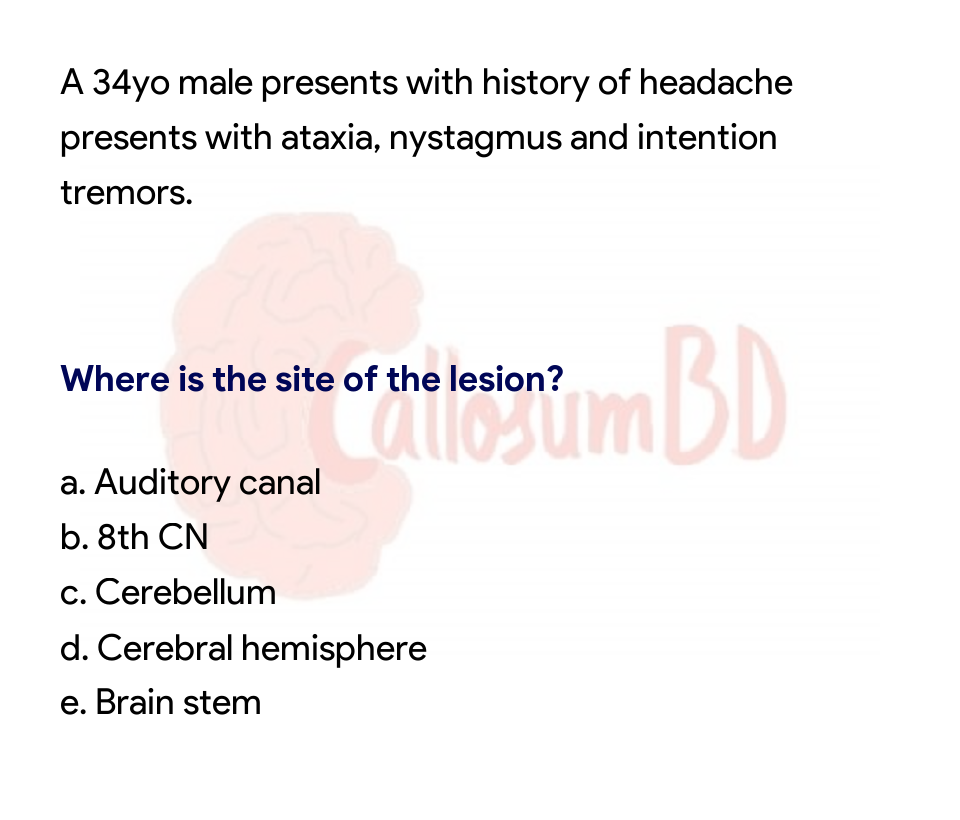 A 34yo male presents with history of headache
presents with ataxia, nystagmus and intention
tremors.
CallosumBD
Where is the site of the lesion?
a. Auditory canal
b. 8th CN
c. Cerebellum
d. Cerebral hemisphere
e. Brain stem